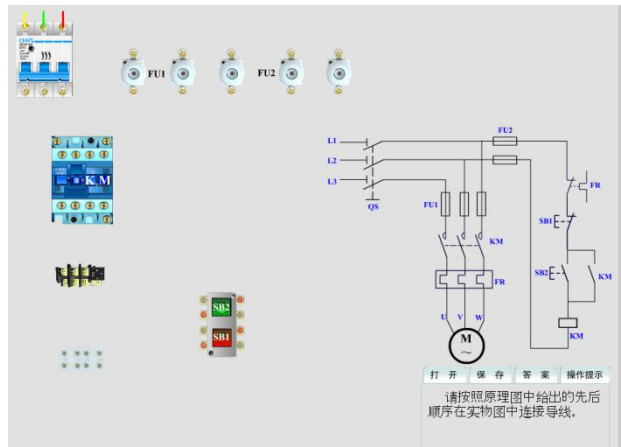 CHNT
FU1
FU2
KM
SB2
SB1
L1
L2
L3
QS
FU2
FR
SB1
SB2
KM
KM
FU1
KM
FR
U V W
M
~
打 开 保 存 答 案 操作提示
请按照原理图中给出的先后
顺序在实物图中连接导线。